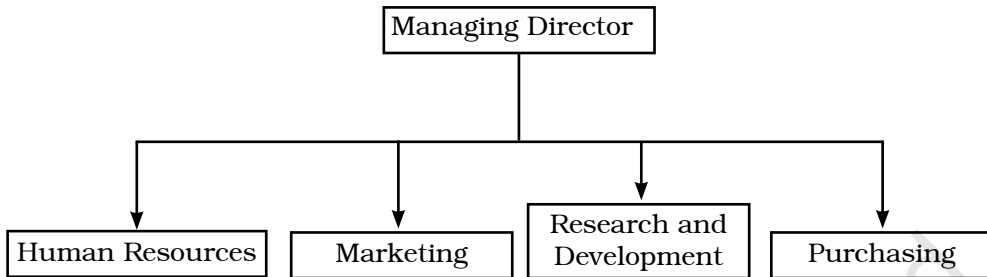 Managing Director
Human Resources
Marketing
Research and
Development
Purchasing